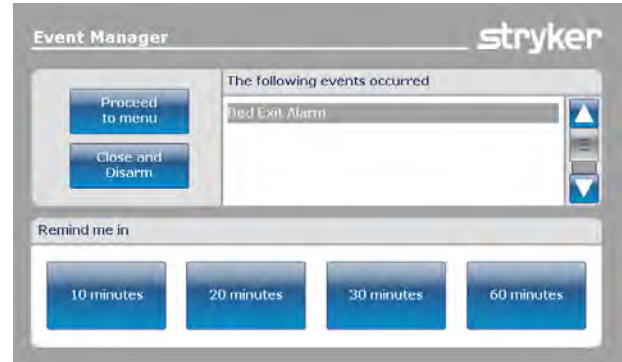 Event Manager
stryker
The following events occurred
Proceed
to menu
Bed Exit Alarm
Close and
Disarm
Remind me in
10 minutes
20 minutes
30 minutes
60 minutes